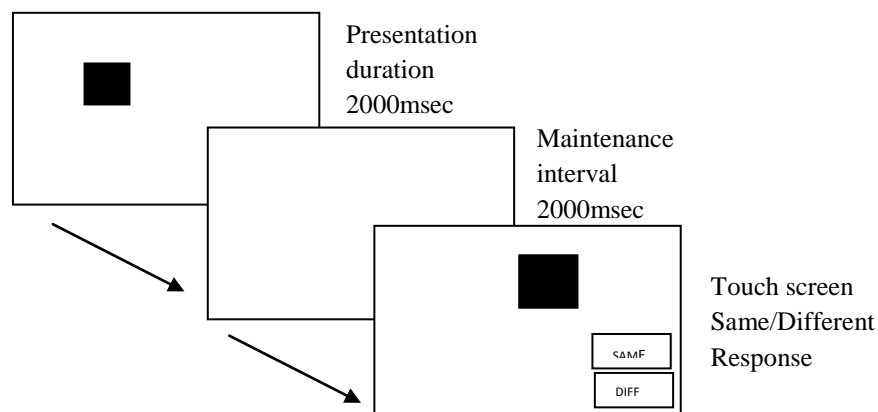 Presentation
duration
2000msec
Maintenance
interval
2000msec
Touch screen
Same/Different
Response
SAME
DIFF